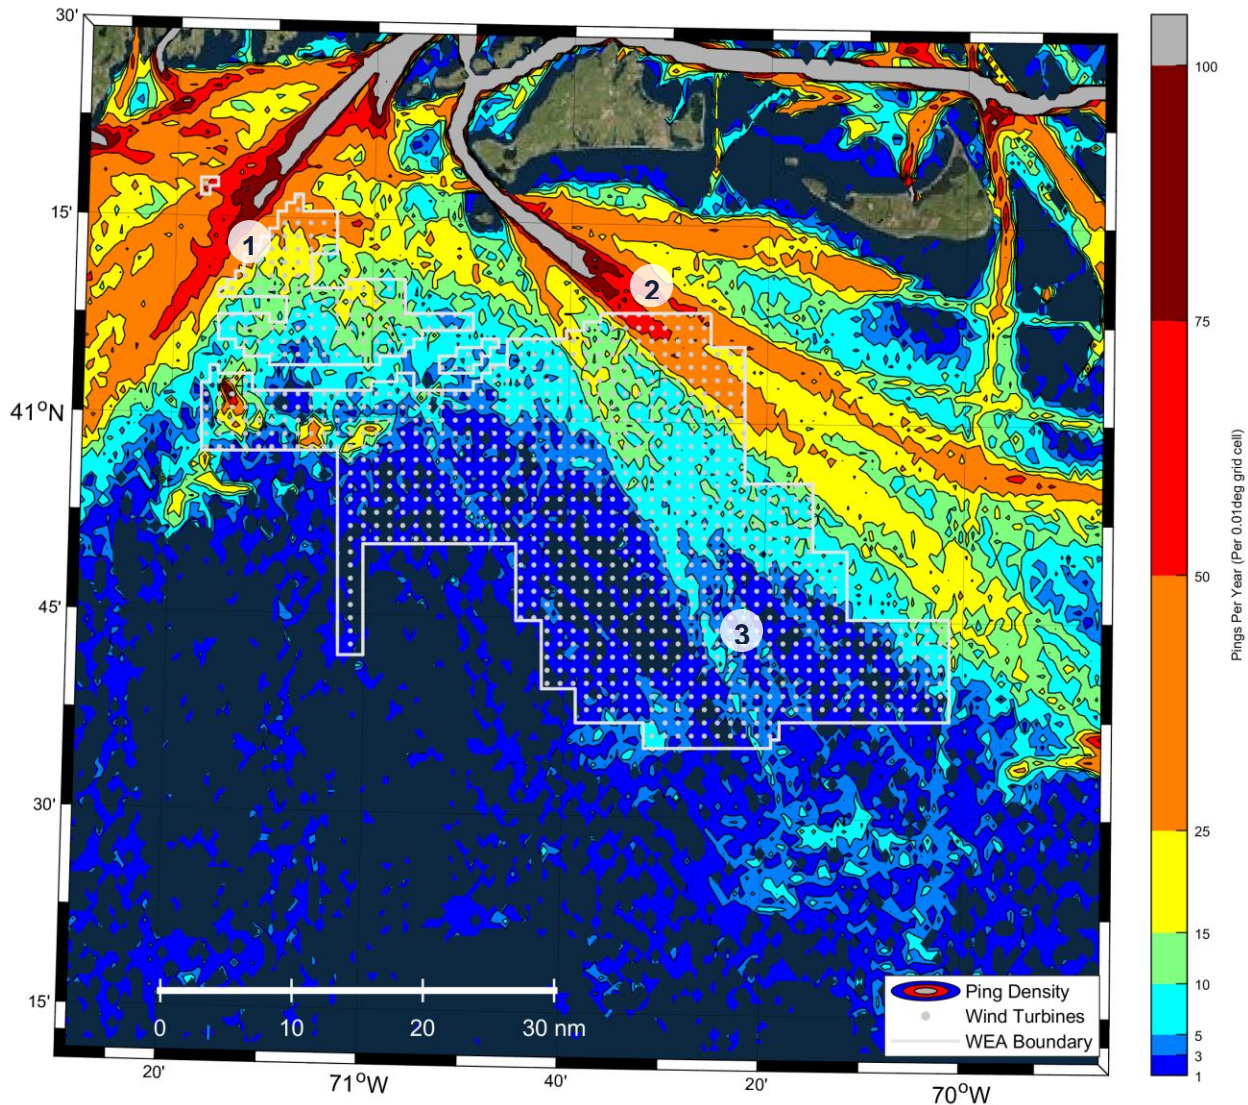 30'
15'
41°N
45'
30'
15'
1
2
3
0 10 20 30 nm
Ping Density
Wind Turbines
WEA Boundary
20' 71°W 40' 20' 70°W
100
75
50
25
15
10
5
3
1
Pings Per Year (Per 0.01deg grid cell)